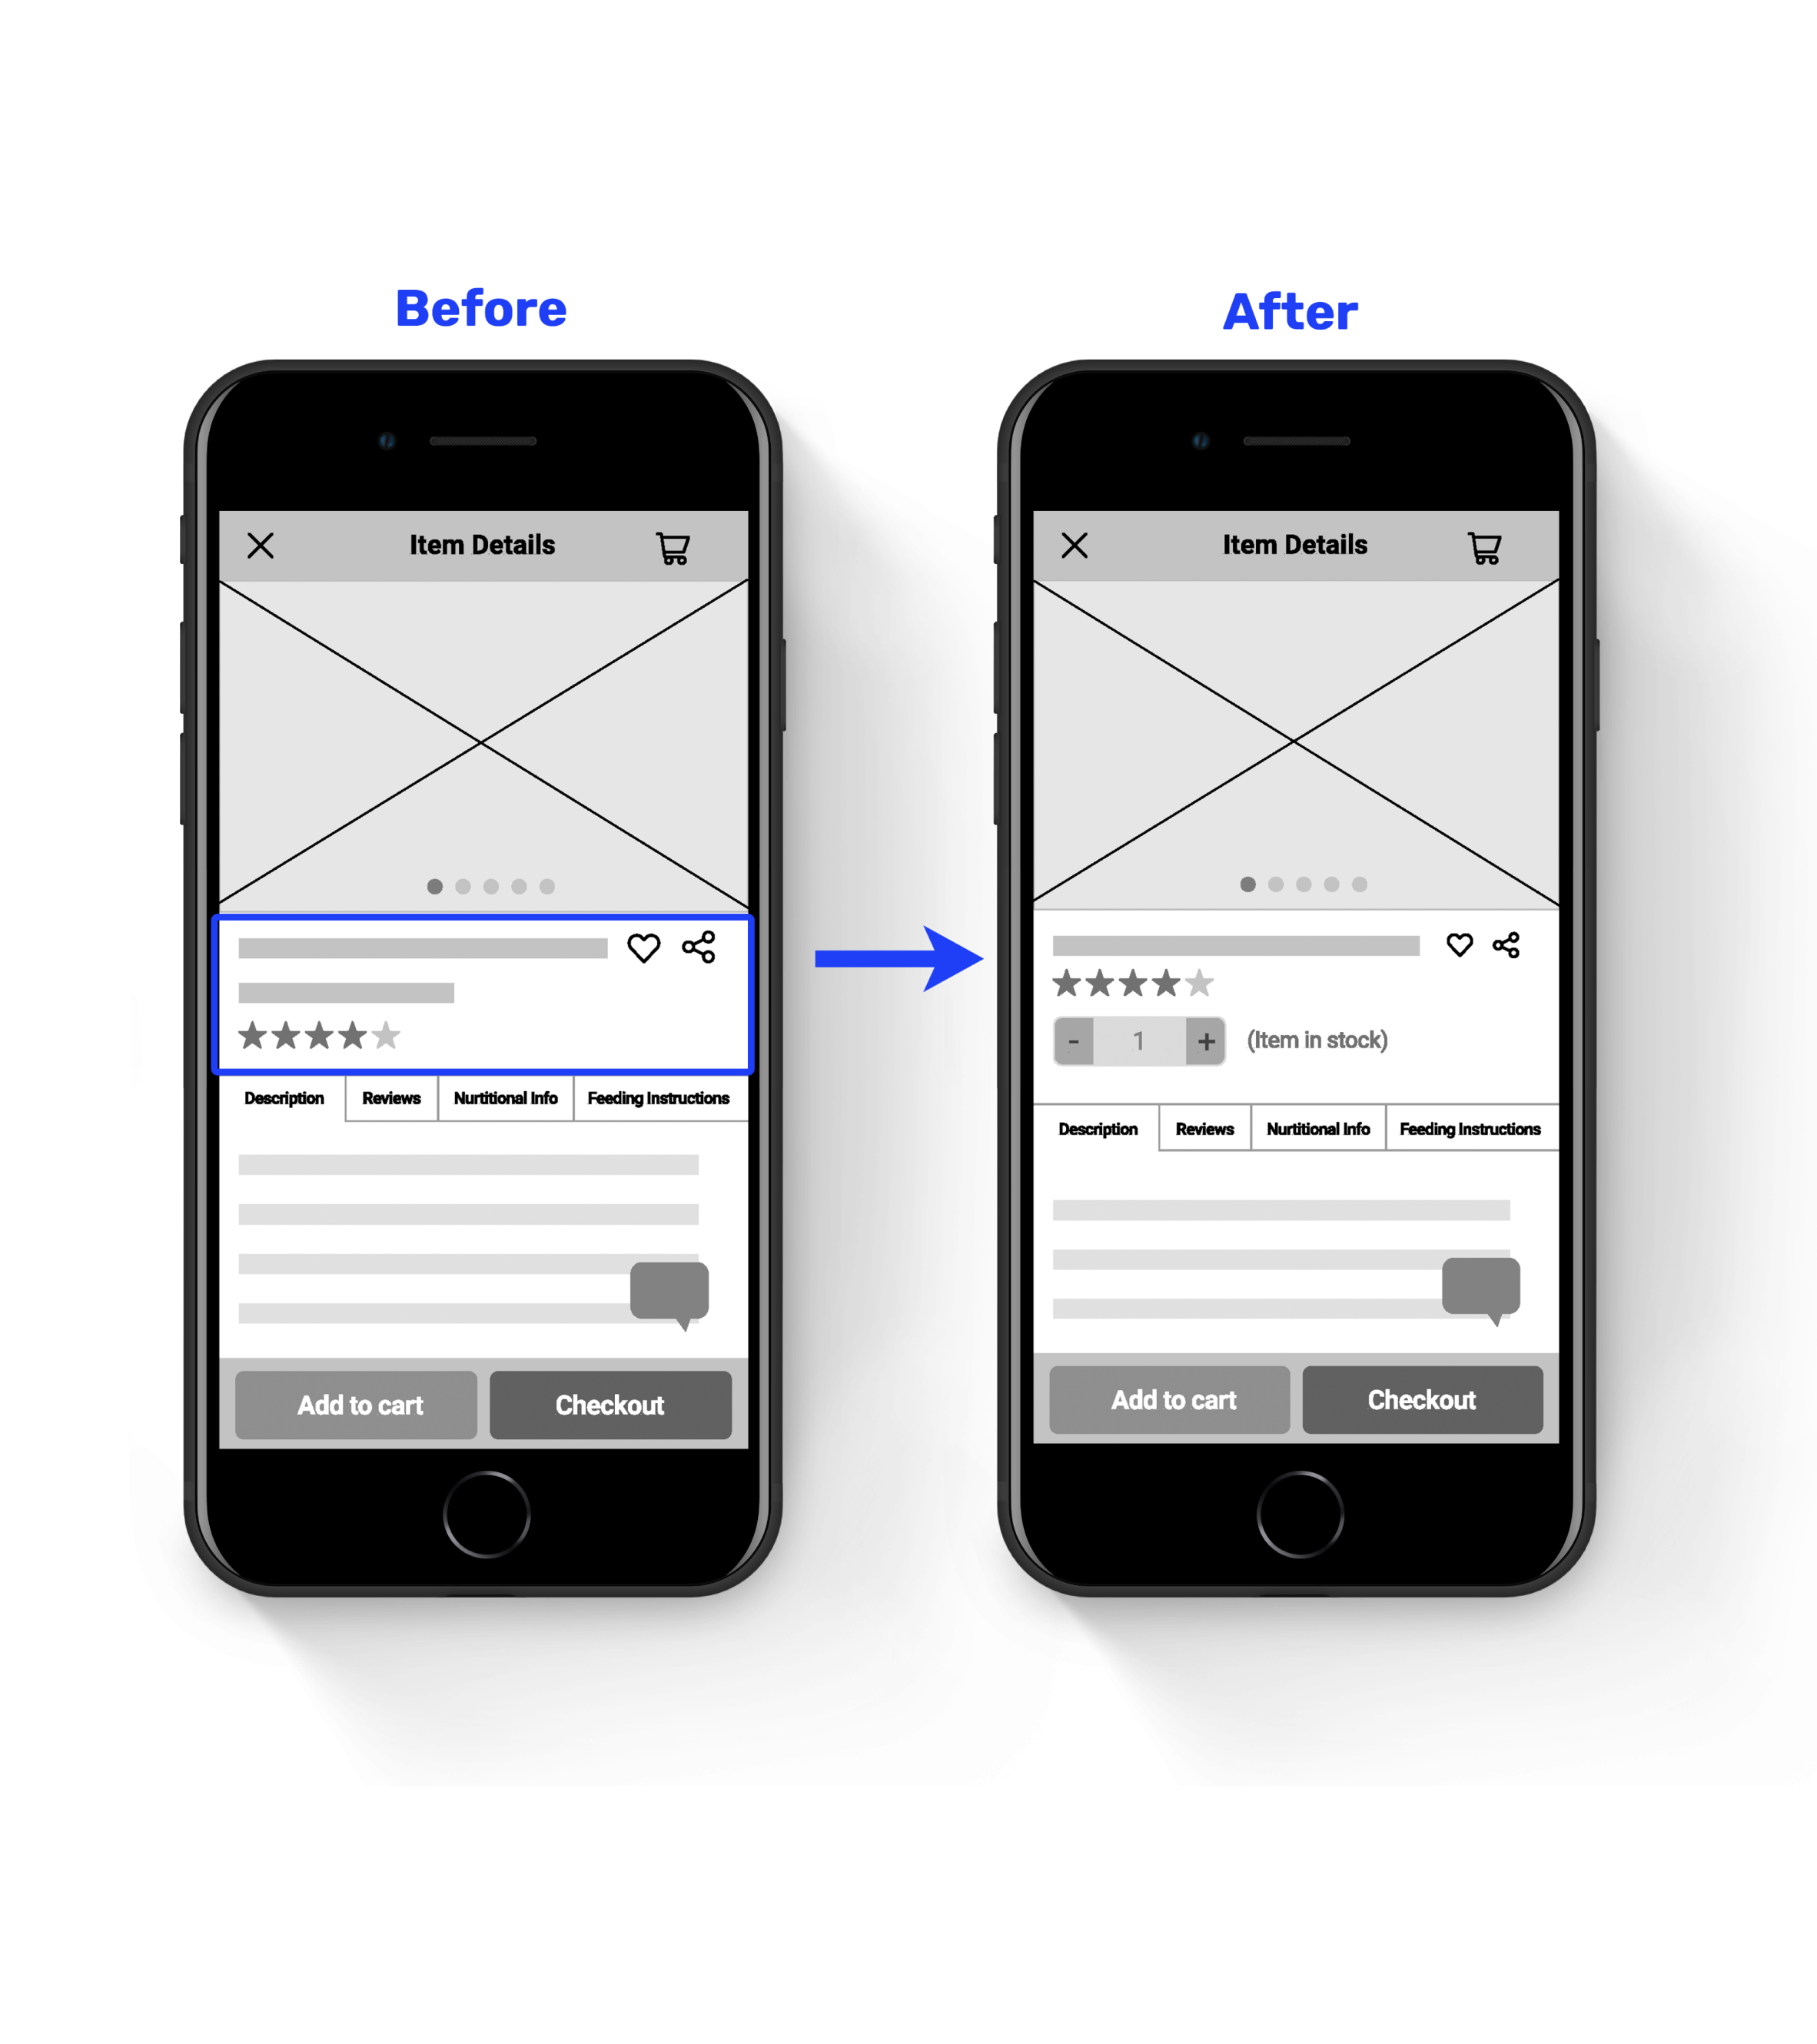 Before
After
Item Details
Description Reviews Nurtitional Info Feeding Instructions
Add to cart Checkout
Item Details
- 1 + (Item in stock)
Description Reviews Nurtitional Info Feeding Instructions
Add to cart Checkout